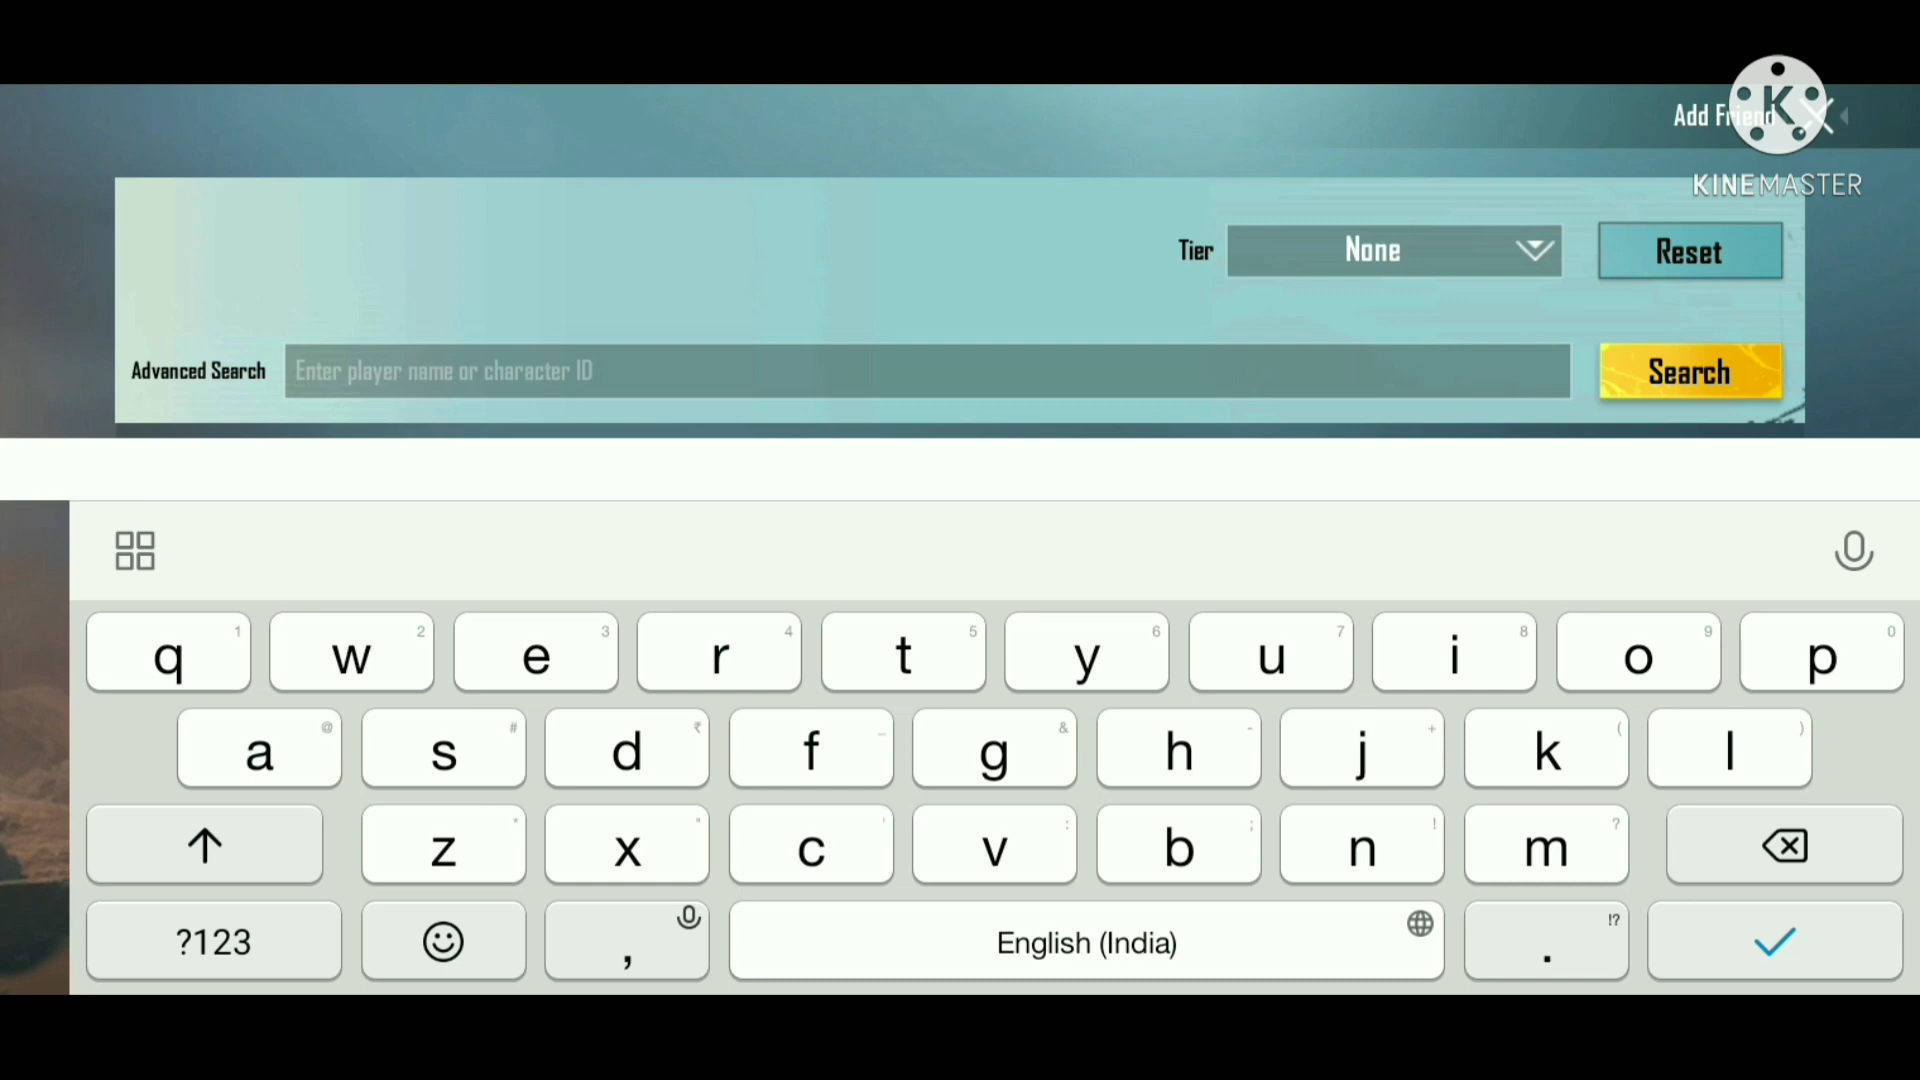 Add Friend
KINEMASTER
Tier None Reset
Advanced Search Enter player name or character ID Search
q 1 w 2 e 3 r 4 t 5 y 6 u 7 i 8 o 9 p 0
a @ s # d ₹ f _ g & h - j + k ( l )
z * x " c ' v : b ; n ! m ?
?123 , English (India) . !?